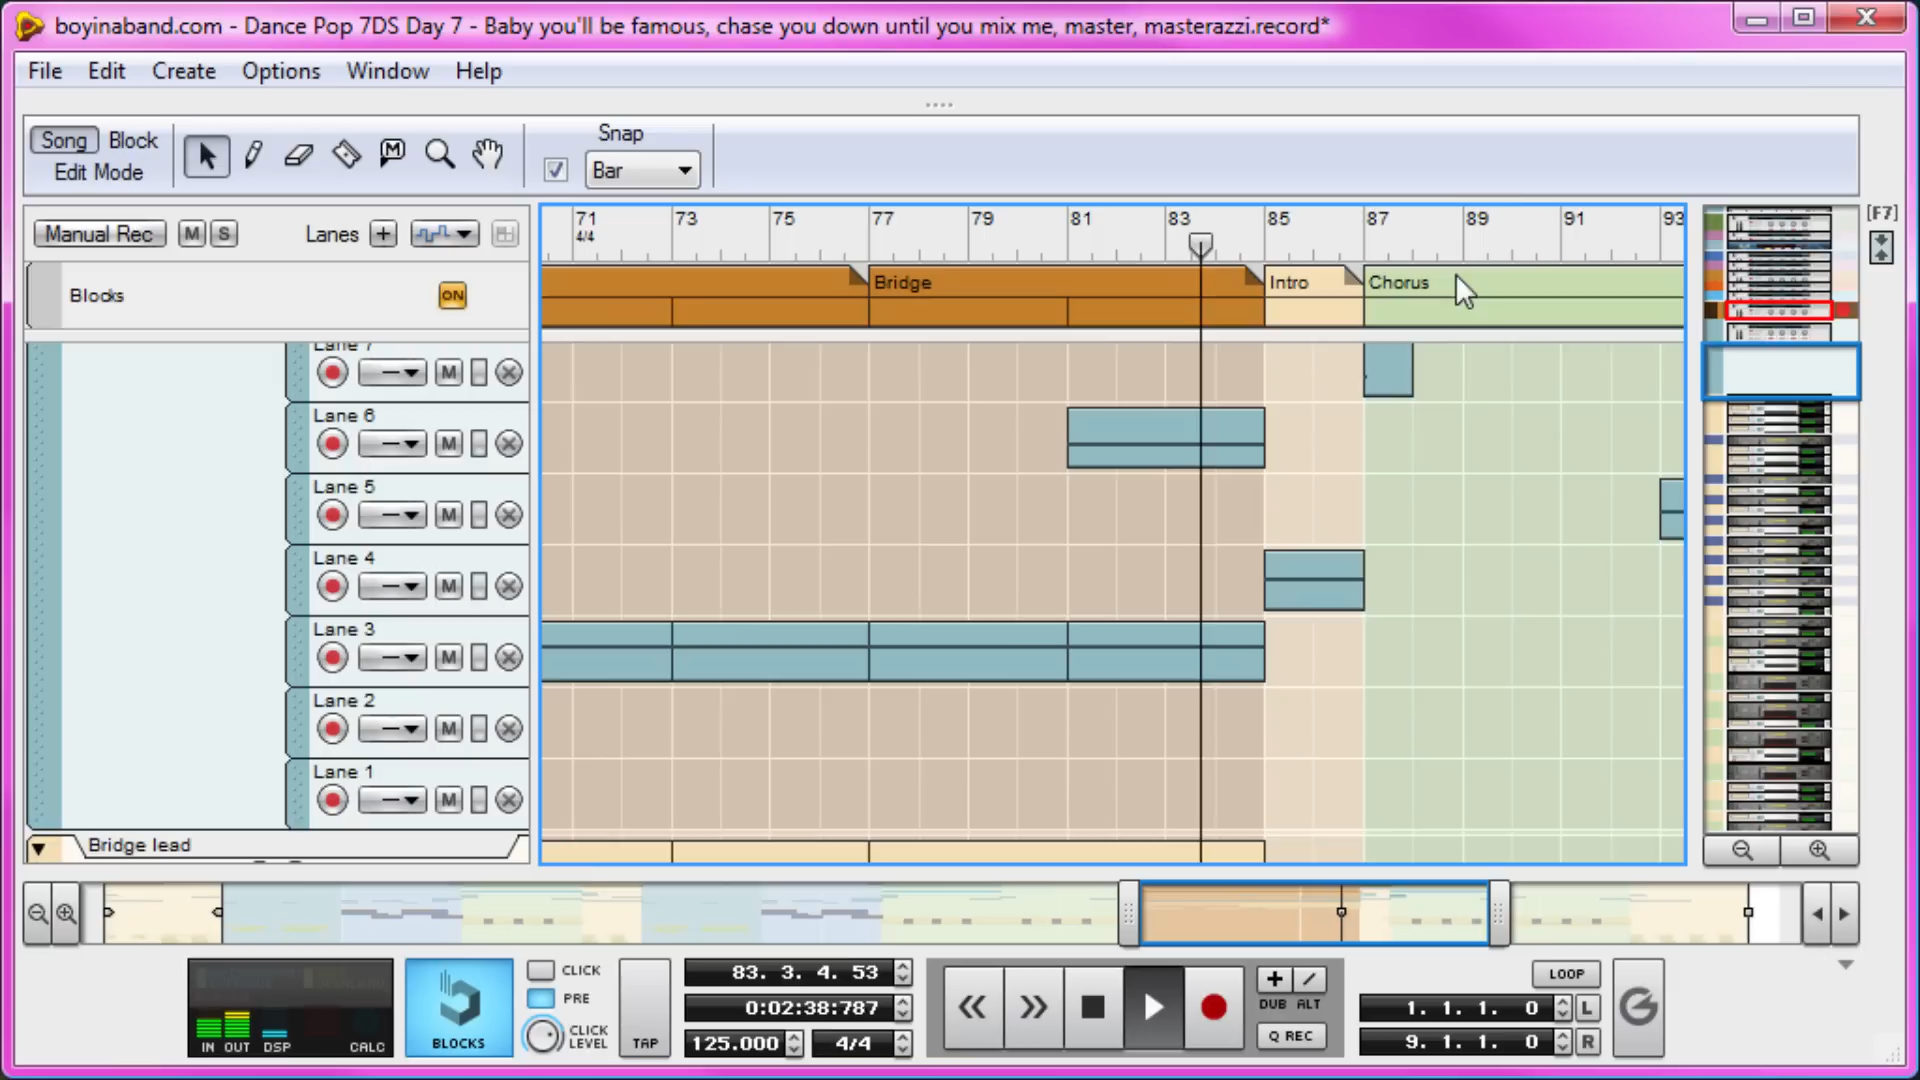 boyinaband.com - Dance Pop 7DS Day 7 - Baby you'll be famous, chase you down until you mix me, master, masterazzi.record*
File Edit Create Options Window Help
Song Block
Edit Mode
Snap
Bar
M
[F7]
Manual Rec M S Lanes +
71 73 75 77 79 81 83 85 87 89 91 93
4/4
Blocks ON
Bridge Intro Chorus
Lane 7
M
Lane 6
M
Lane 5
M
Lane 4
M
Lane 3
M
Lane 2
M
Lane 1
M
Bridge lead
IN OUT DSP CALC
BLOCKS
CLICK
PRE
CLICK
LEVEL
TAP
83. 3. 4. 53
0:02:38:787
125.000 4/4
DUB ALT
Q REC
LOOP
1. 1. 1. 0 L
9. 1. 1. 0 R